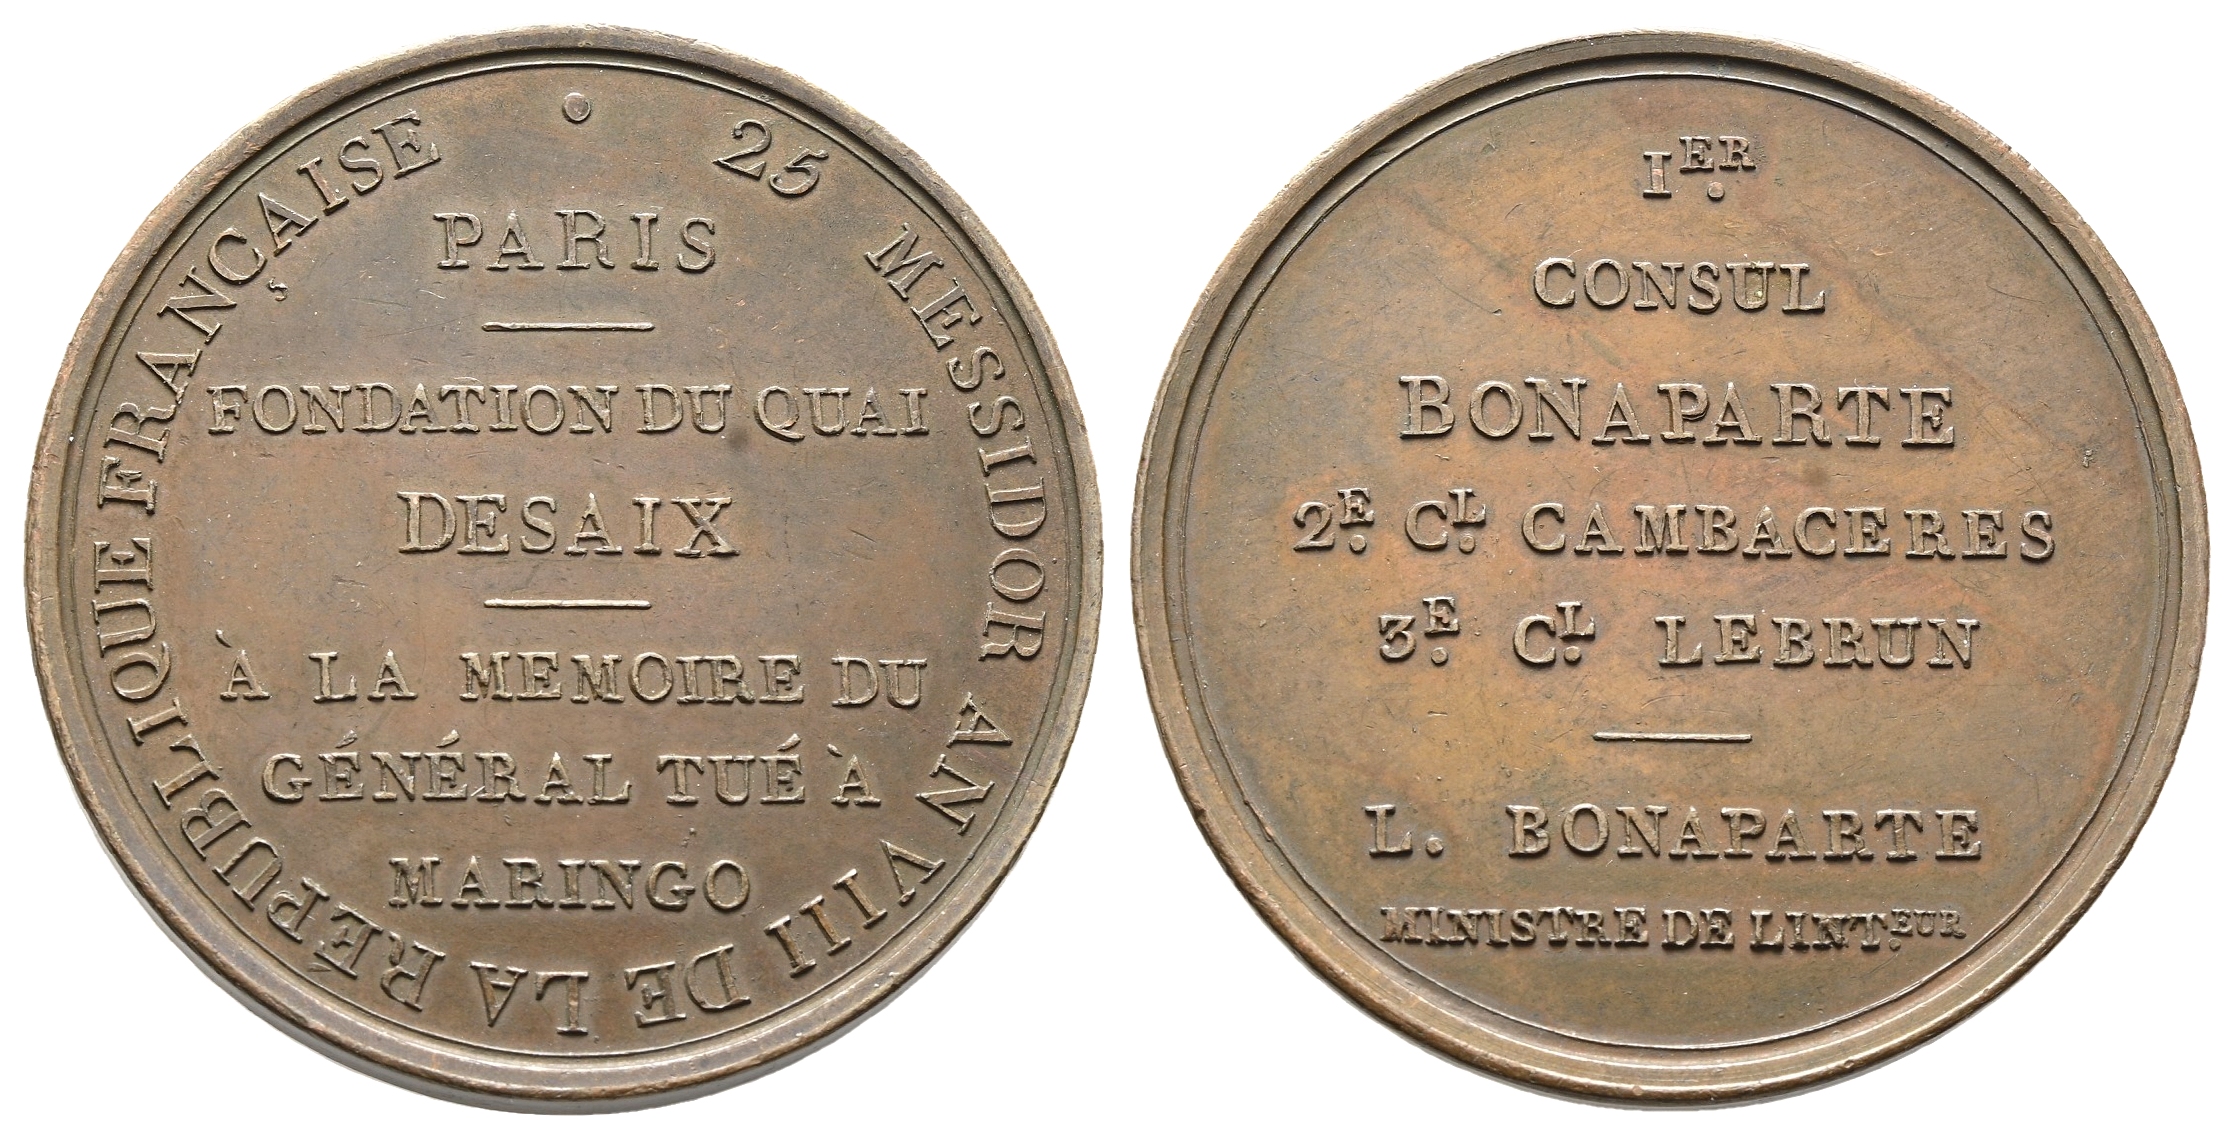 25 MESSIDOR AN VIII DE LA RÉPUBLIQUE FRANÇAISE
PARIS
FONDATION DU QUAI
DESAIX
À LA MEMOIRE DU
GÉNÉRAL TUÉ À
MARINGO
1ER.
CONSUL
BONAPARTE
2E. CL. CAMBACERES
3E. CL. LEBRUN
L. BONAPARTE
MINISTRE DE LINT.EUR